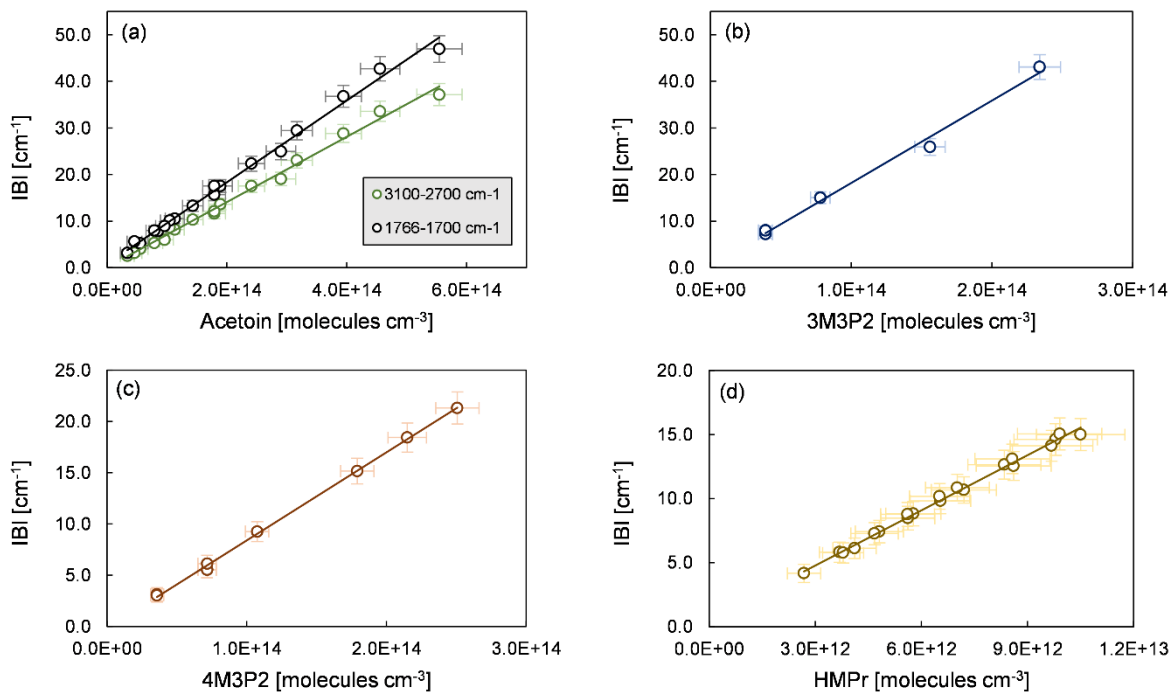 (a)
50.0
40.0
30.0
20.0
10.0
0.0
IBI [cm⁻¹]
3100-2700 cm-1
1766-1700 cm-1
0.0E+00 2.0E+14 4.0E+14 6.0E+14
Acetoin [molecules cm⁻³]
(b)
50.0
40.0
30.0
20.0
10.0
0.0
IBI [cm⁻¹]
0.0E+00 1.0E+14 2.0E+14 3.0E+14
3M3P2 [molecules cm⁻³]
(c)
25.0
20.0
15.0
10.0
5.0
0.0
IBI [cm⁻¹]
0.0E+00 1.0E+14 2.0E+14 3.0E+14
4M3P2 [molecules cm⁻³]
(d)
20.0
15.0
10.0
5.0
0.0
IBI [cm⁻¹]
0.0E+00 3.0E+12 6.0E+12 9.0E+12 1.2E+13
HMPr [molecules cm⁻³]